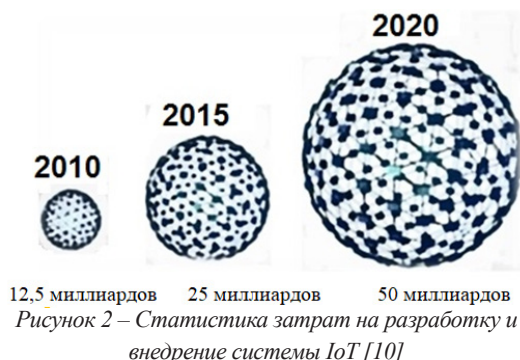 2020
2015
2010
12,5 миллиардов 25 миллиардов 50 миллиардов
Рисунок 2 – Статистика затрат на разработку и
внедрение системы IoT [10]